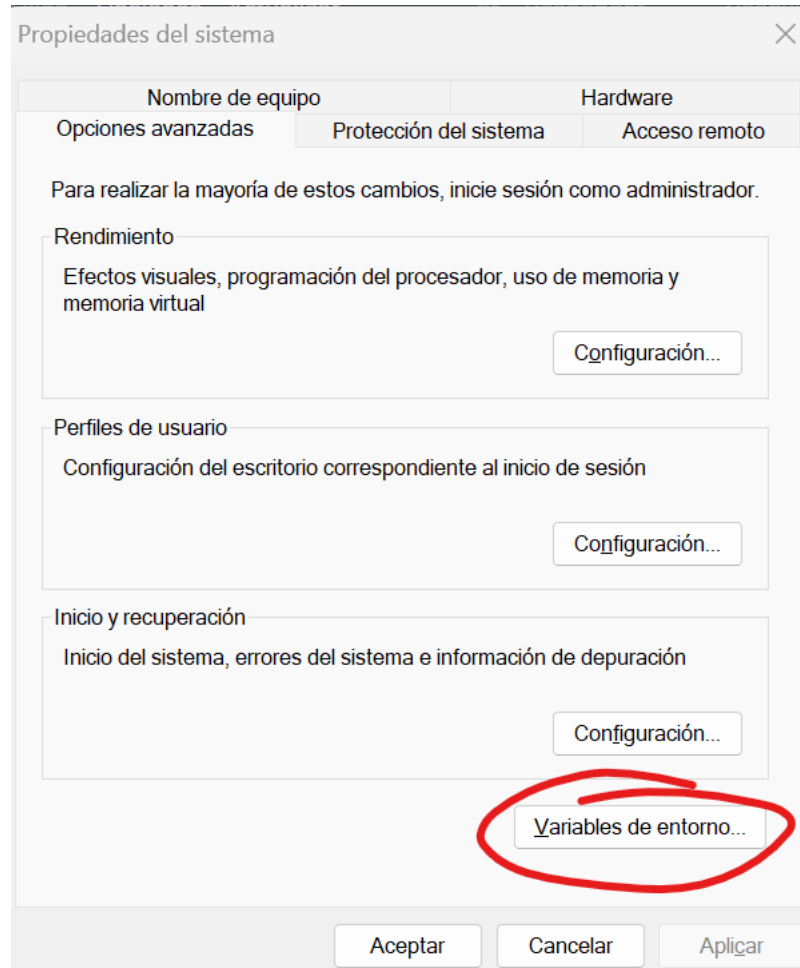 Propiedades del sistema
Nombre de equipo Hardware
Opciones avanzadas Protección del sistema Acceso remoto
Para realizar la mayoría de estos cambios, inicie sesión como administrador.
Rendimiento
Efectos visuales, programación del procesador, uso de memoria y
memoria virtual
Configuración...
Perfiles de usuario
Configuración del escritorio correspondiente al inicio de sesión
Configuración...
Inicio y recuperación
Inicio del sistema, errores del sistema e información de depuración
Configuración...
Variables de entorno...
Aceptar Cancelar Aplicar